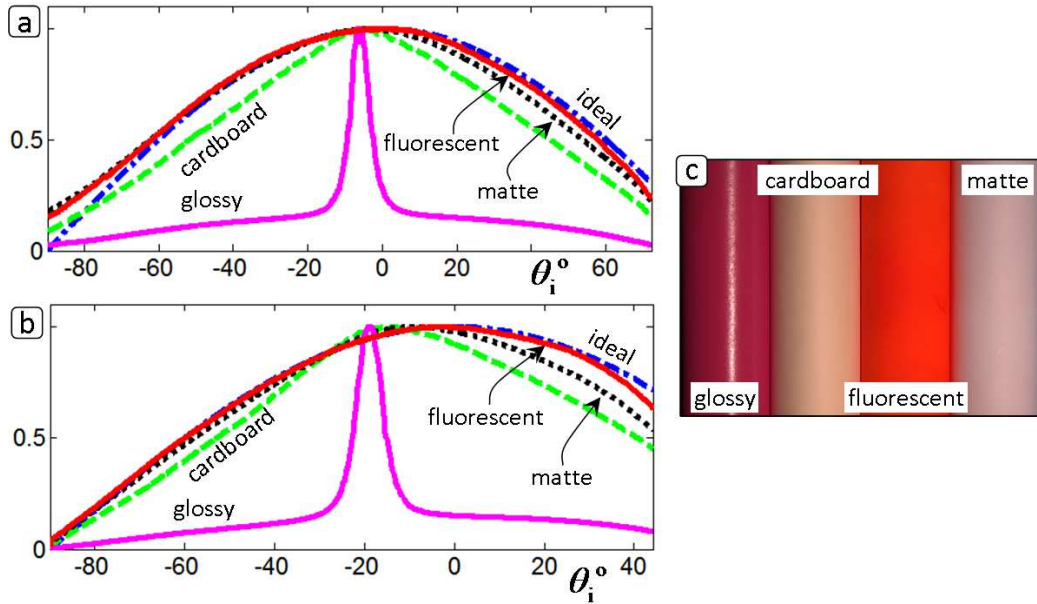 a
cardboard
glossy
fluorescent
matte
ideal
0.5
0
-80 -60 -40 -20 0 20 40 60
θᵢ°
b
cardboard
glossy
fluorescent
matte
ideal
0.5
0
-80 -60 -40 -20 0 20 40
θᵢ°
c
cardboard matte
glossy fluorescent